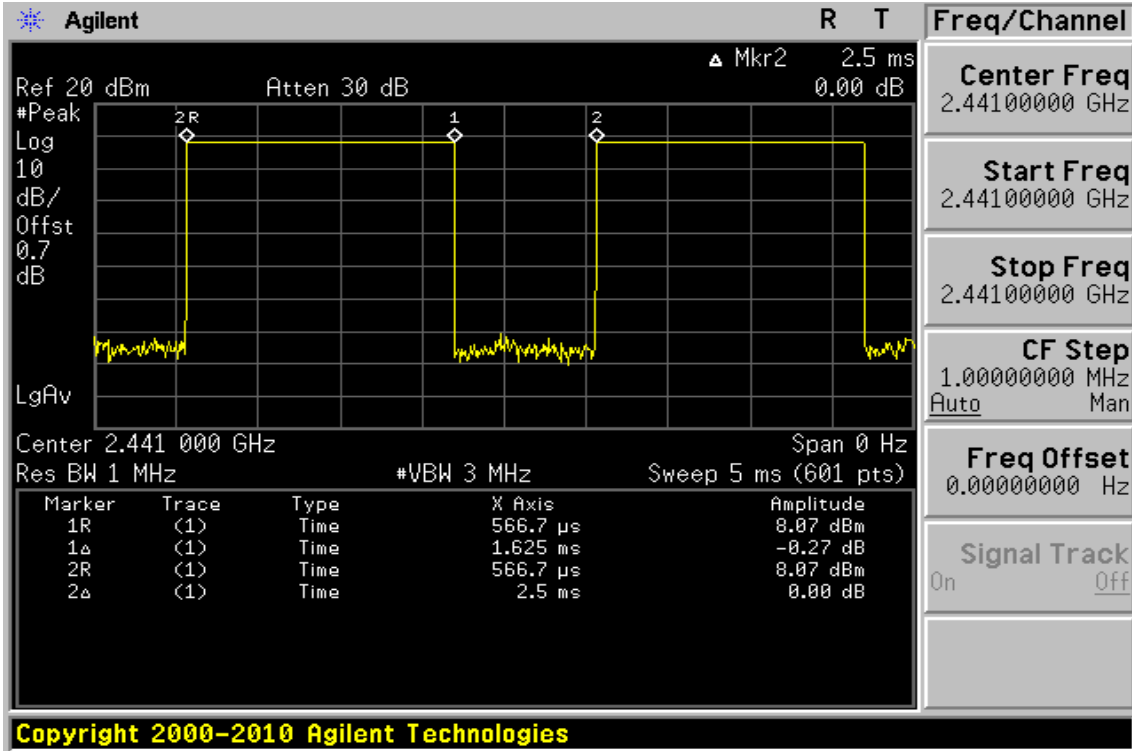 Agilent R T
Δ Mkr2 2.5 ms
Ref 20 dBm Atten 30 dB 0.00 dB
#Peak
Log
10
dB/
Offst
0.7
dB
LgAv
2R 1 2
Center 2.441 000 GHz Span 0 Hz
Res BW 1 MHz #VBW 3 MHz Sweep 5 ms (601 pts)
Marker Trace Type X Axis Amplitude
1R (1) Time 566.7 µs 8.07 dBm
1Δ (1) Time 1.625 ms -0.27 dB
2R (1) Time 566.7 µs 8.07 dBm
2Δ (1) Time 2.5 ms 0.00 dB
Freq/Channel
Center Freq
2.44100000 GHz
Start Freq
2.44100000 GHz
Stop Freq
2.44100000 GHz
CF Step
1.00000000 MHz
Auto Man
Freq Offset
0.00000000 Hz
Signal Track
On Off
Copyright 2000-2010 Agilent Technologies